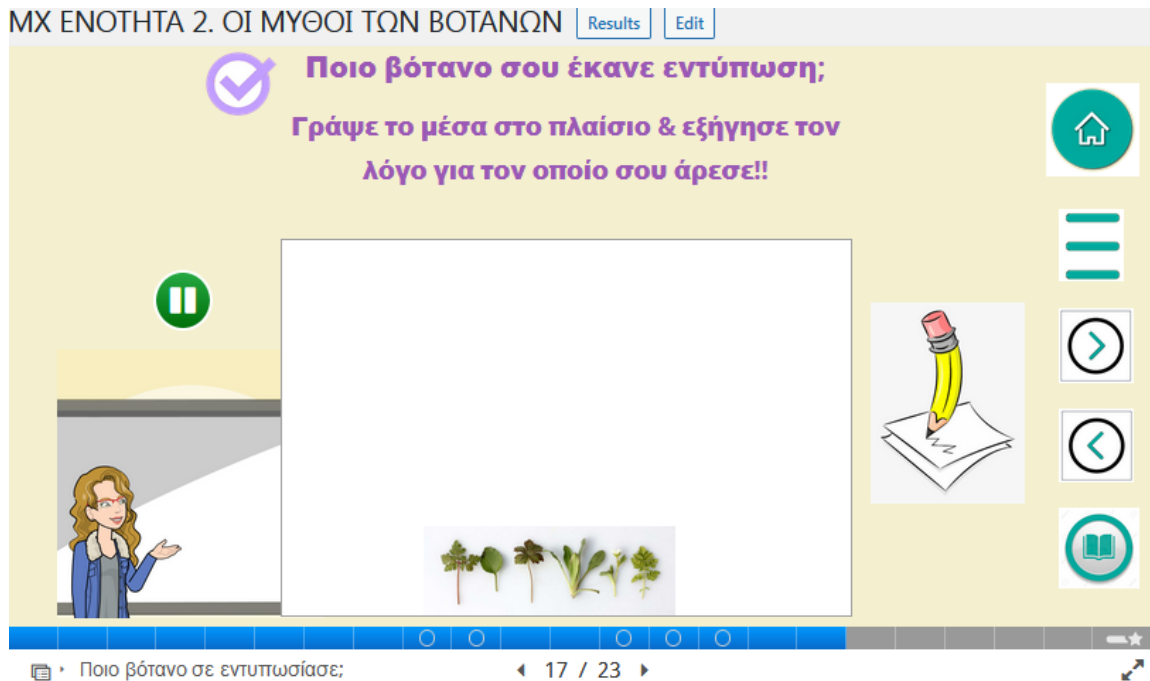 ΜΧ ΕΝΟΤΗΤΑ 2. ΟΙ ΜΥΘΟΙ ΤΩΝ ΒΟΤΑΝΩΝ Results Edit
Ποιο βότανο σου έκανε εντύπωση;
Γράψε το μέσα στο πλαίσιο & εξήγησε τον
λόγο για τον οποίο σου άρεσε!!
Ποιο βότανο σε εντυπωσίασε; 17 / 23